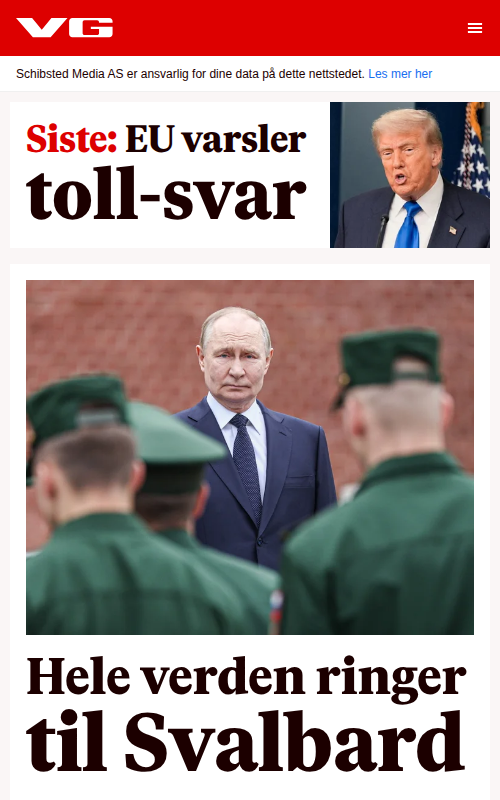 VG
Schibsted Media AS er ansvarlig for dine data på dette nettstedet. Les mer her
Siste: EU varsler
toll-svar
Hele verden ringer
til Svalbard